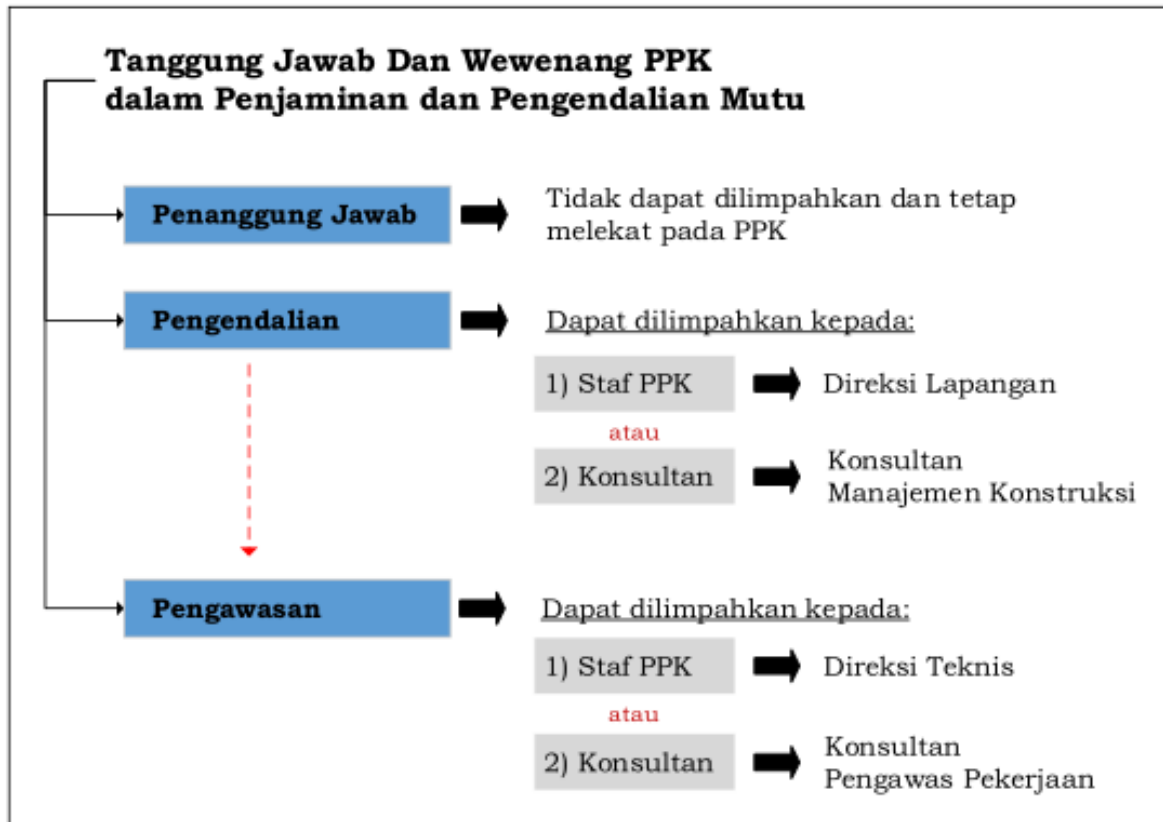 Tanggung Jawab Dan Wewenang PPK
dalam Penjaminan dan Pengendalian Mutu
Penanggung Jawab
Tidak dapat dilimpahkan dan tetap
melekat pada PPK
Pengendalian
Dapat dilimpahkan kepada:
1) Staf PPK
Direksi Lapangan
atau
2) Konsultan
Konsultan
Manajemen Konstruksi
Pengawasan
Dapat dilimpahkan kepada:
1) Staf PPK
Direksi Teknis
atau
2) Konsultan
Konsultan
Pengawas Pekerjaan